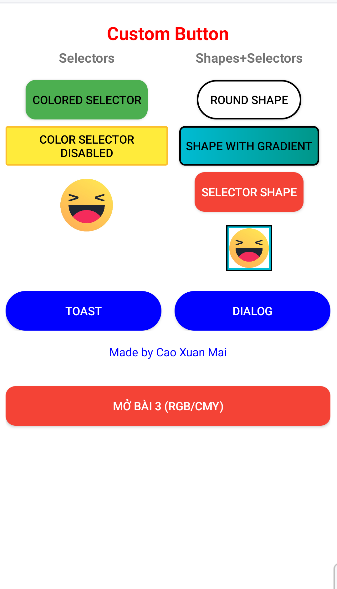 Custom Button
Selectors
Shapes+Selectors
COLORED SELECTOR
ROUND SHAPE
COLOR SELECTOR
DISABLED
SHAPE WITH GRADIENT
SELECTOR SHAPE
TOAST
DIALOG
Made by Cao Xuan Mai
MỞ BÀI 3 (RGB/CMY)